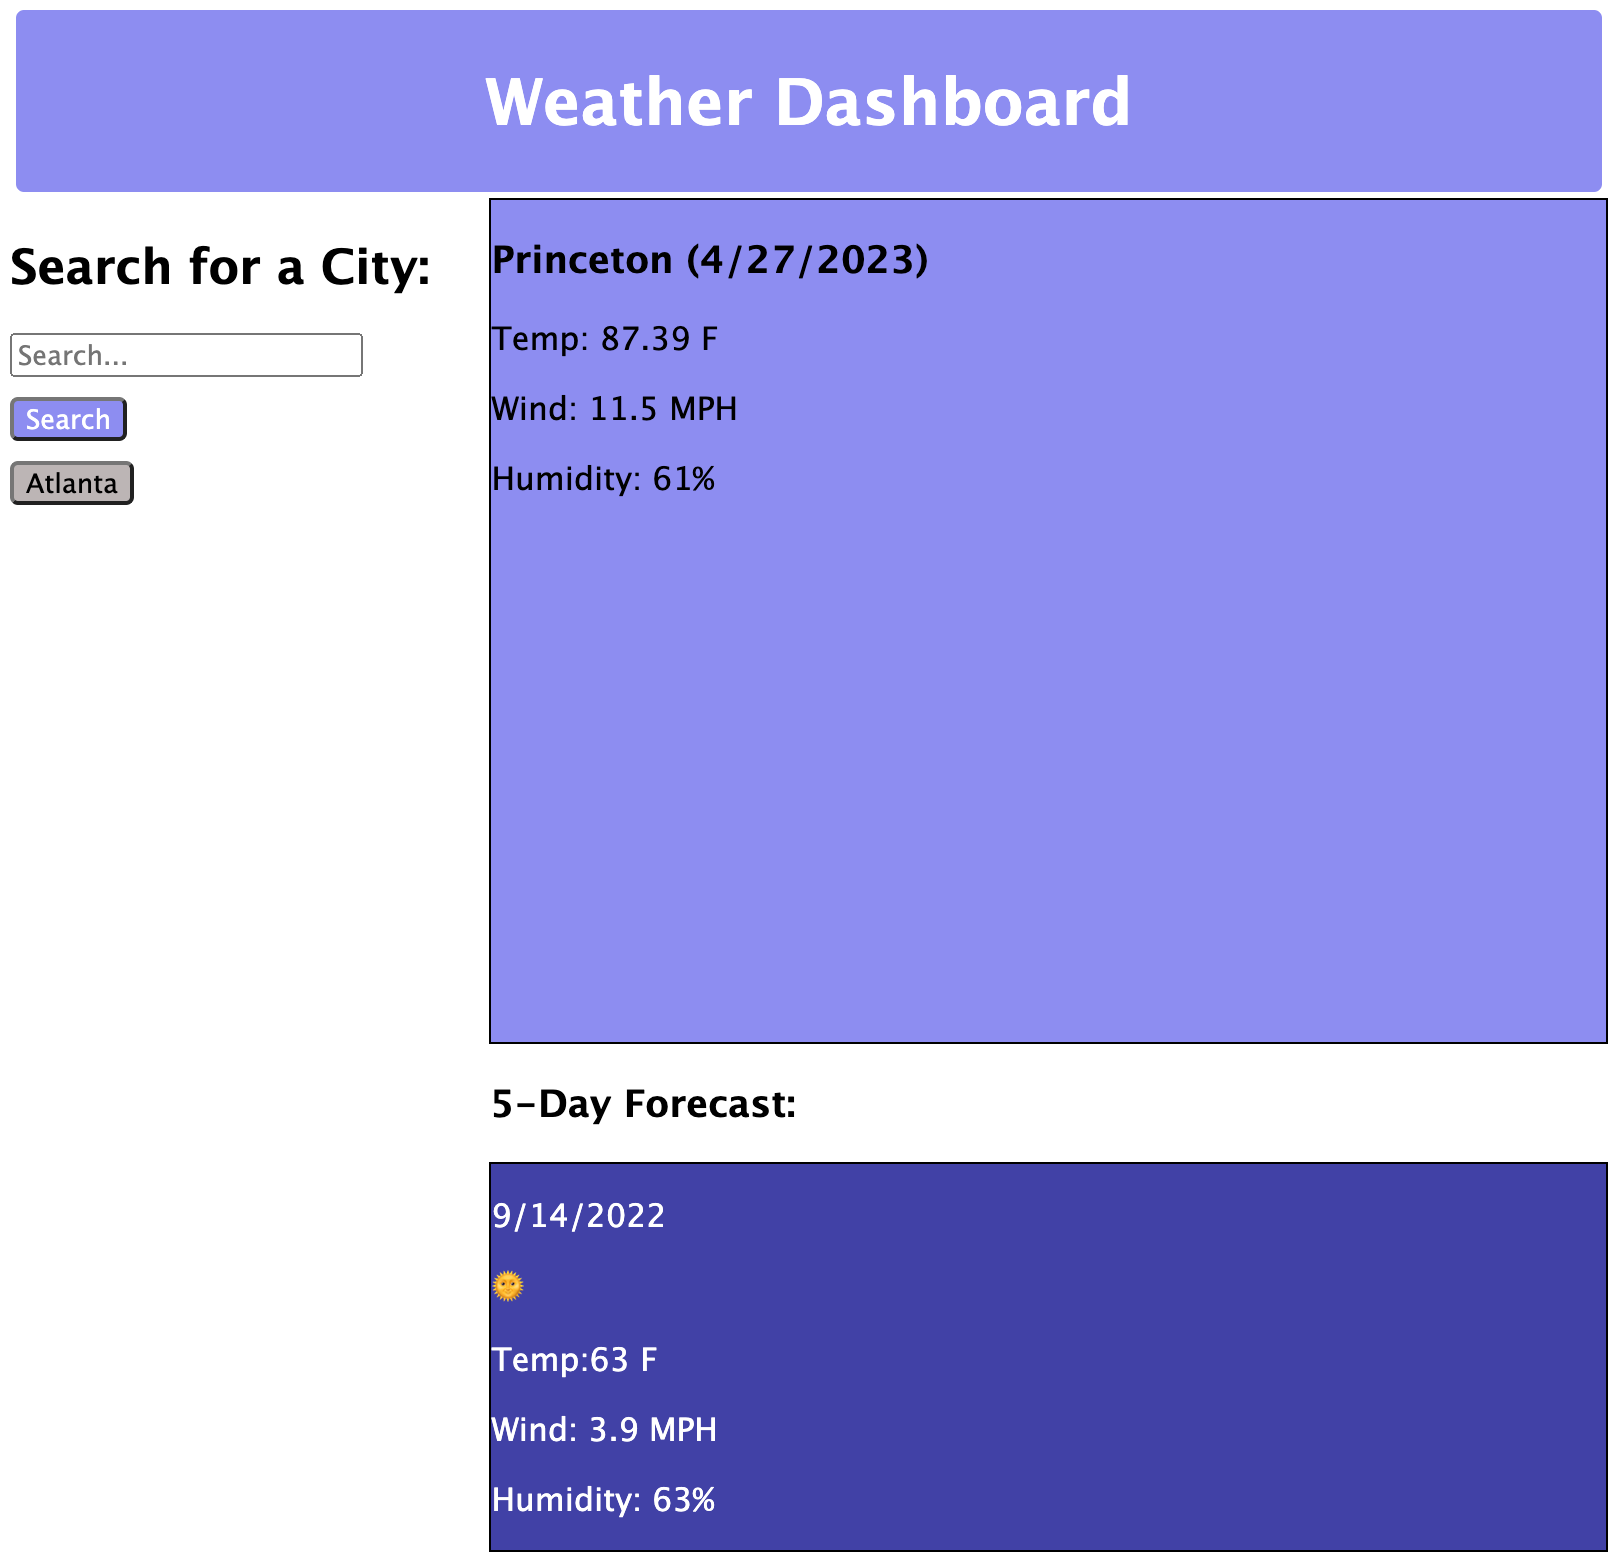 Weather Dashboard
Search for a City:
Search...
Search
Atlanta
Princeton (4/27/2023)
Temp: 87.39 F
Wind: 11.5 MPH
Humidity: 61%
5-Day Forecast:
9/14/2022
🌞
Temp:63 F
Wind: 3.9 MPH
Humidity: 63%